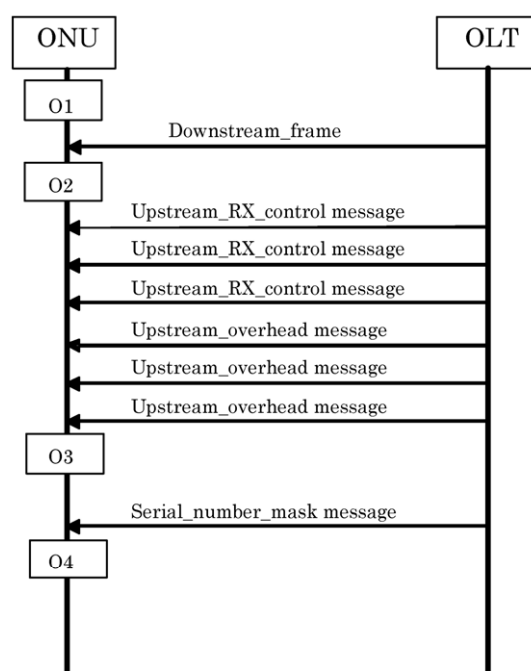 ONU
OLT
O1
Downstream_frame
O2
Upstream_RX_control message
Upstream_RX_control message
Upstream_RX_control message
Upstream_overhead message
Upstream_overhead message
Upstream_overhead message
O3
Serial_number_mask message
O4